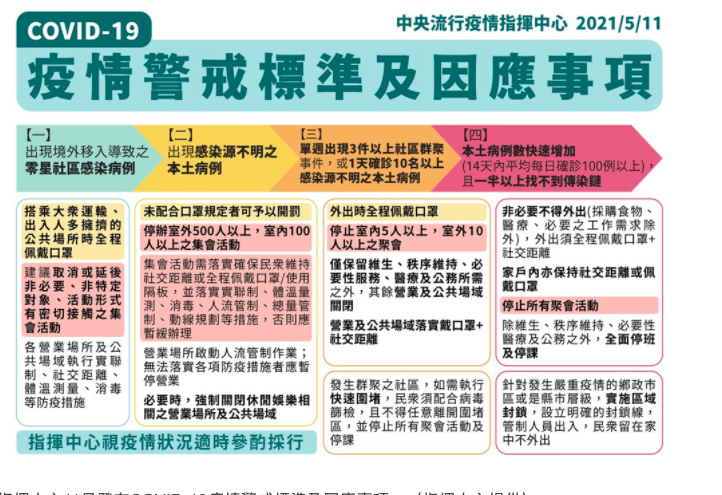 COVID-19
中央流行疫情指揮中心 2021/5/11
疫情警戒標準及因應事項
【一】
出現境外移入導致之
零星社區感染病例
【二】
出現感染源不明之
本土病例
【三】
單週出現3件以上社區群聚
事件，或1天確診10名以上
感染源不明之本土病例
【四】
本土病例數快速增加
(14天內平均每日確診100例以上)，
且一半以上找不到傳染鏈
搭乘大眾運輸、
出入人多擁擠的
公共場所時全程
佩戴口罩
建議取消或延後
非必要、非特定
對象、活動形式
有密切接觸之集
會活動
各營業場所及公
共場域執行實聯
制、社交距離、
體溫測量、消毒
等防疫措施
未配合口罩規定者可予以開罰
停辦室外500人以上，室內100
人以上之集會活動
集會活動需落實確保民眾維持
社交距離或全程佩戴口罩/使用
隔板，並落實實聯制、體溫量
測、消毒、人流管制、總量管
制、動線規劃等措施，否則應
暫緩辦理
營業場所啟動人流管制作業；
無法落實各項防疫措施者應暫
停營業
必要時，強制關閉休閒娛樂相
關之營業場所及公共場域
外出時全程佩戴口罩
停止室內5人以上，室外10
人以上之聚會
僅保留維生、秩序維持、必
要性服務、醫療及公務所需
之外，其餘營業及公共場域
關閉
營業及公共場域落實戴口罩+
社交距離
發生群聚之社區，如需執行
快速圍堵，民眾須配合病毒
篩檢，且不得任意離開圍堵
區，並停止所有聚會活動及
停課
非必要不得外出(採購食物、
醫療、必要之工作需求除
外)，外出須全程佩戴口罩+
社交距離
家戶內亦保持社交距離或佩
戴口罩
停止所有聚會活動
除維生、秩序維持、必要性
醫療及公務之外，全面停班
及停課
針對發生嚴重疫情的鄉政市
區或是縣市層級，實施區域
封鎖，設立明確的封鎖線，
管制人員出入，民眾留在家
中不外出
指揮中心視疫情狀況適時參酌採行